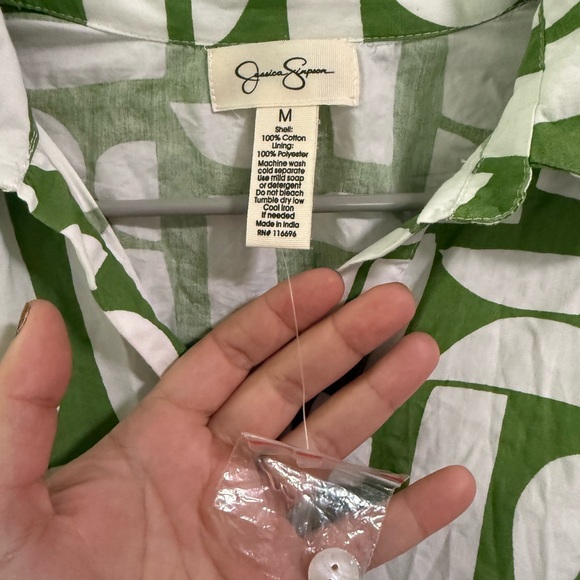 Jessica Simpson
M
Shell:
100% Cotton
Lining:
100% Polyester
Machine wash
cold separate
Use mild soap
or detergent
Do not bleach
Tumble dry low
Cool Iron
If needed
Made in India
RN# 116696